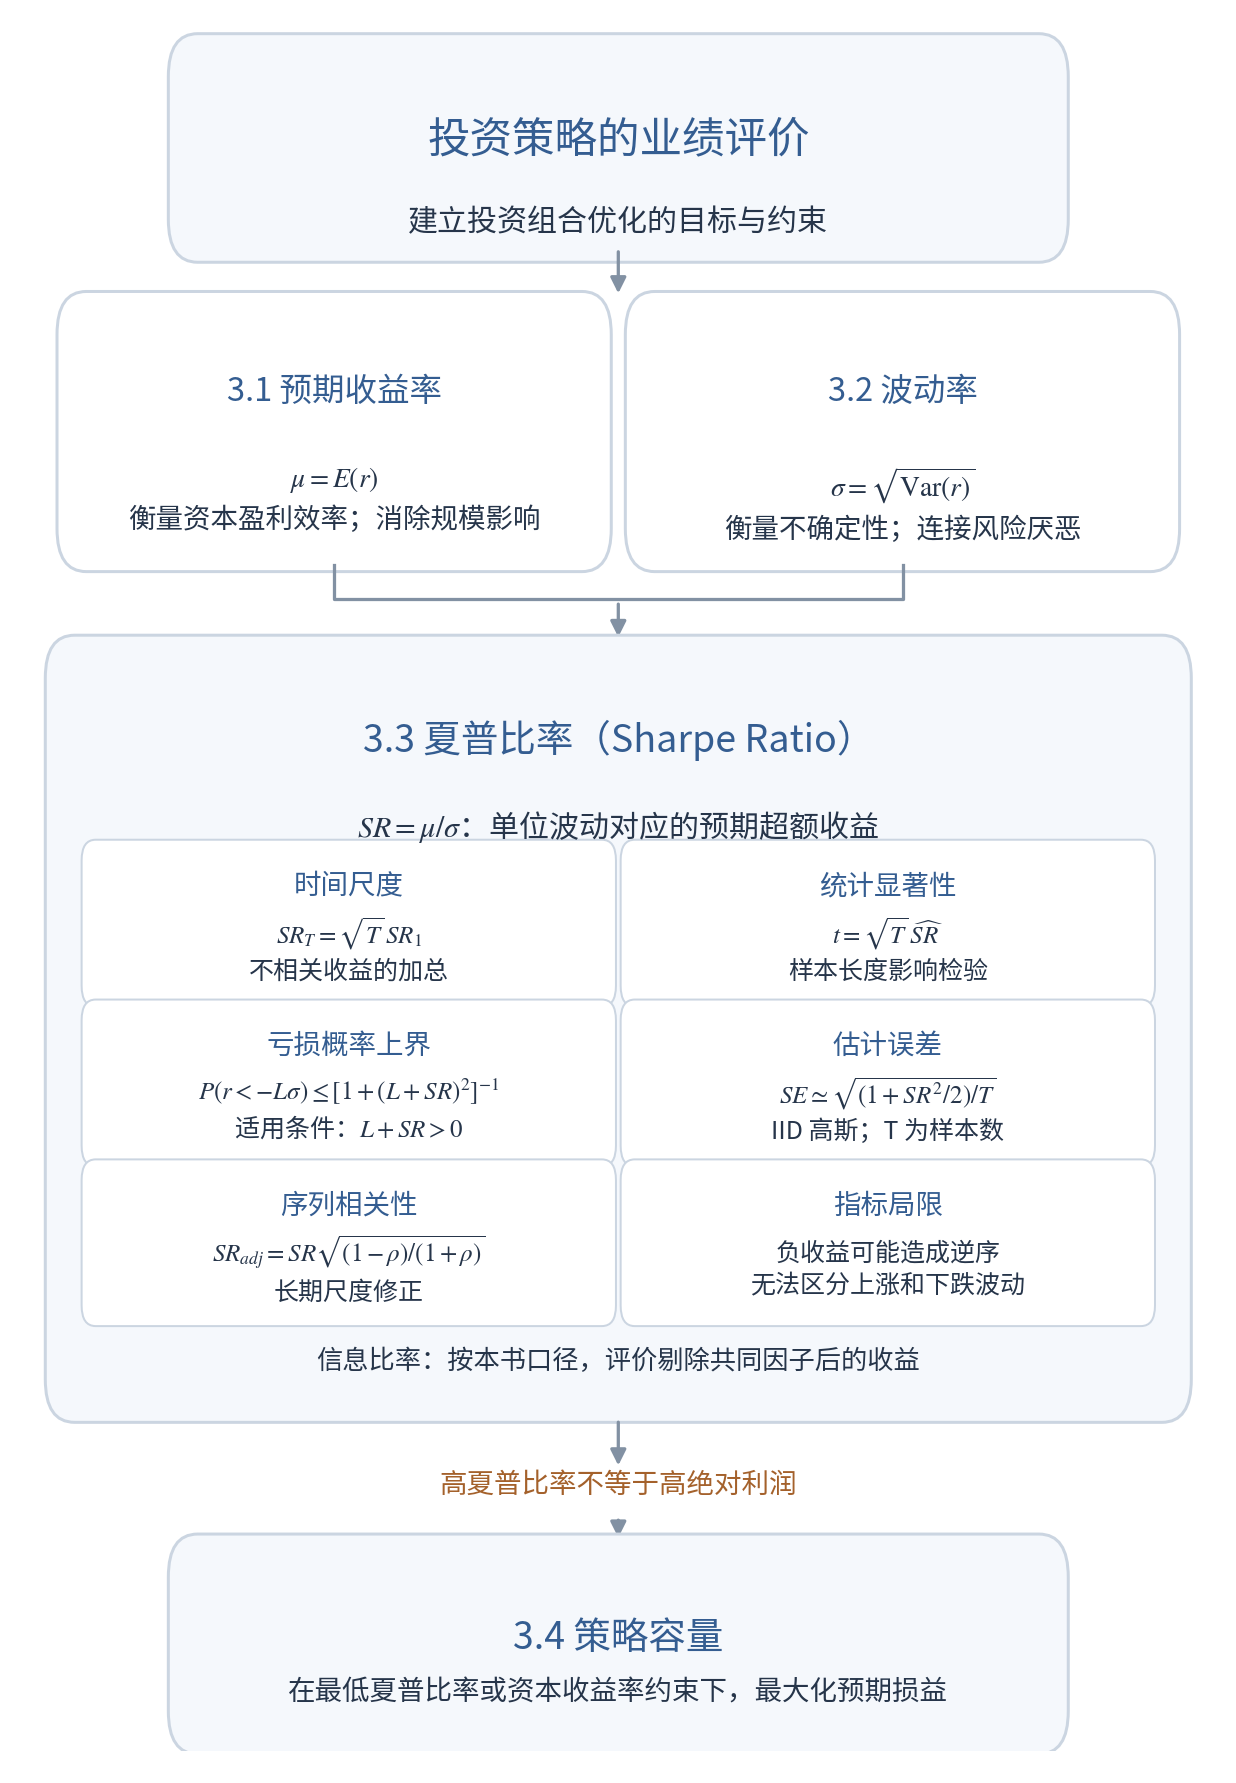 投资策略的业绩评价
建立投资组合优化的目标与约束
3.1 预期收益率
μ = E(r)
衡量资本盈利效率；消除规模影响
3.2 波动率
σ = √Var(r)
衡量不确定性；连接风险厌恶
3.3 夏普比率（Sharpe Ratio）
SR = μ/σ：单位波动对应的预期超额收益
时间尺度
SR_T = √T SR_1
不相关收益的加总
统计显著性
t = √T \widehat{SR}
样本长度影响检验
亏损概率上界
P(r < −Lσ) ≤ [1 + (L + SR)^2]^{−1}
适用条件：L + SR > 0
估计误差
SE ≃ √((1 + SR^2/2)/T)
IID 高斯；T 为样本数
序列相关性
SR_{adj} = SR√((1 − ρ)/(1 + ρ))
长期尺度修正
指标局限
负收益可能造成逆序
无法区分上涨和下跌波动
信息比率：按本书口径，评价剔除共同因子后的收益
高夏普比率不等于高绝对利润
3.4 策略容量
在最低夏普比率或资本收益率约束下，最大化预期损益